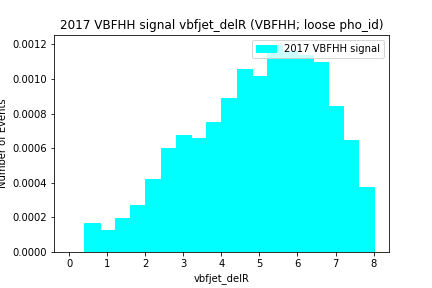 2017 VBFHH signal vbfjet_delR (VBFHH; loose pho_id)
2017 VBFHH signal
0.0012
0.0010
0.0008
0.0006
0.0004
0.0002
0.0000
Number of Events
0 1 2 3 4 5 6 7 8
vbfjet_delR